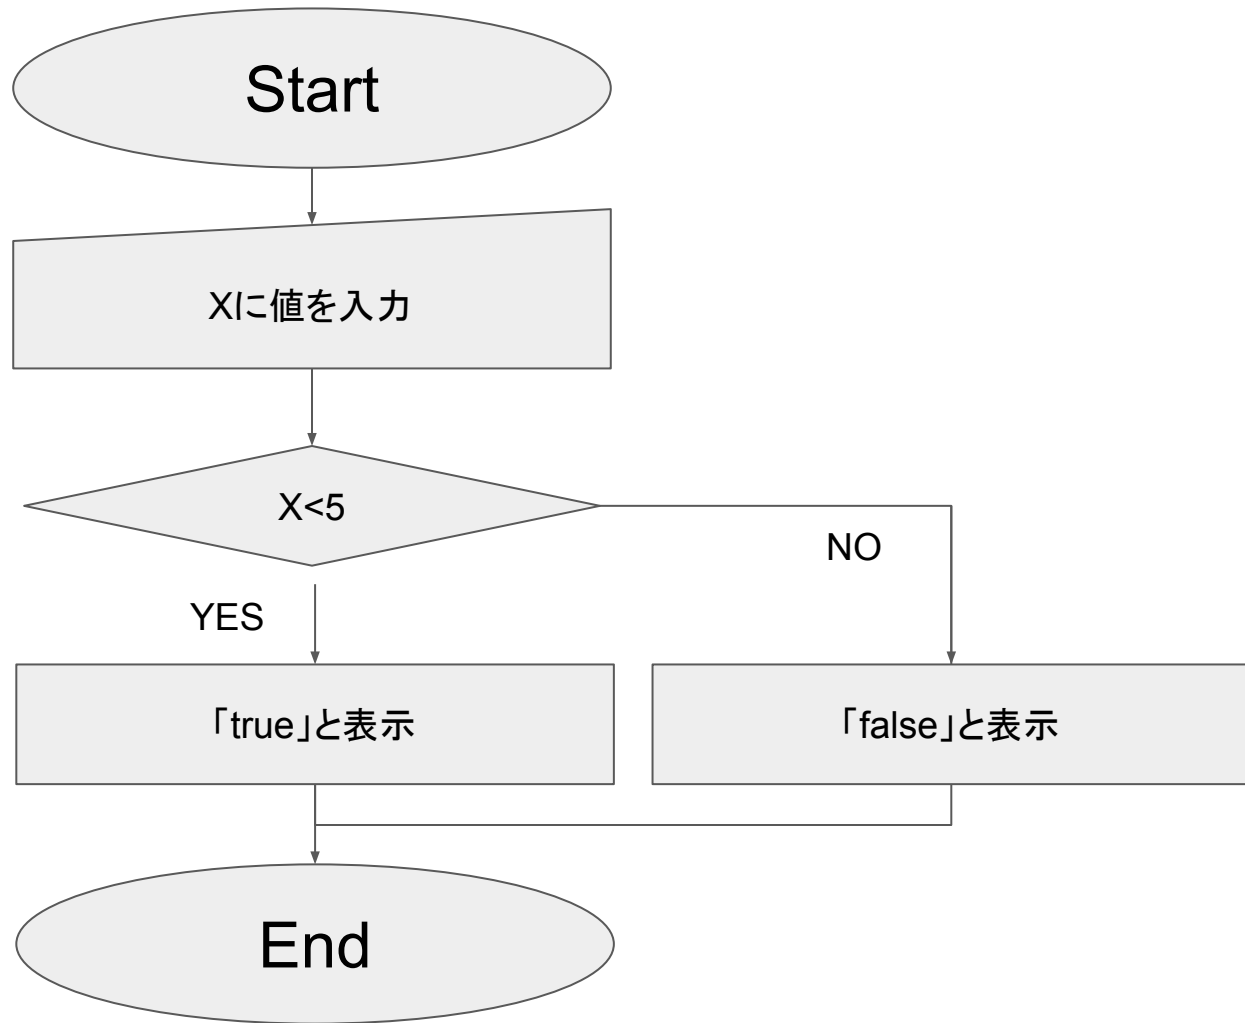 Start
Xに値を入力
X<5
NO
YES
「true」と表示
「false」と表示
End